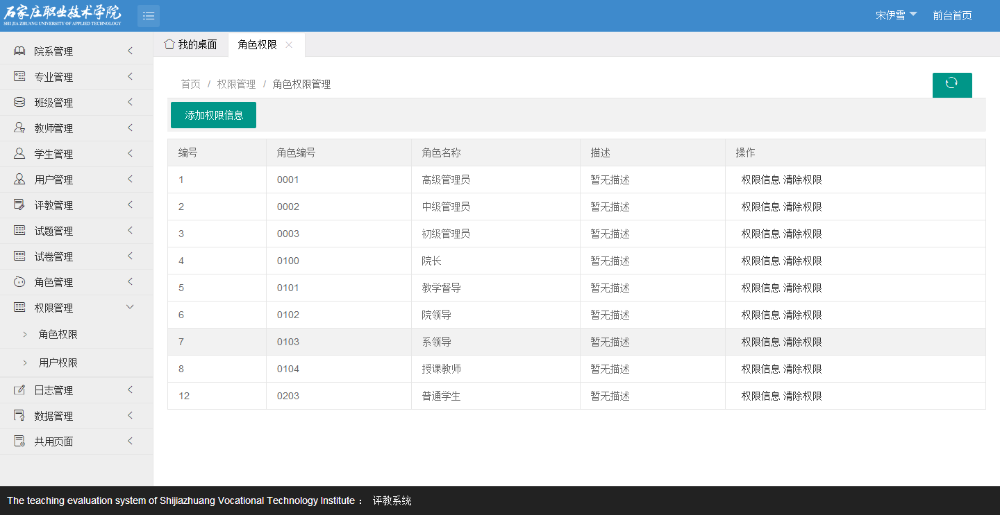 石家庄职业技术学院
SHI JIA ZHUANG UNIVERSITY OF APPLIED TECHNOLOGY
宋伊雪 前台首页
院系管理
专业管理
班级管理
教师管理
学生管理
用户管理
评教管理
试题管理
试卷管理
角色管理
权限管理
角色权限
用户权限
日志管理
数据管理
共用页面
我的桌面 角色权限
首页 / 权限管理 / 角色权限管理
添加权限信息
编号 角色编号 角色名称 描述 操作
1 0001 高级管理员 暂无描述 权限信息 清除权限
2 0002 中级管理员 暂无描述 权限信息 清除权限
3 0003 初级管理员 暂无描述 权限信息 清除权限
4 0100 院长 暂无描述 权限信息 清除权限
5 0101 教学督导 暂无描述 权限信息 清除权限
6 0102 院领导 暂无描述 权限信息 清除权限
7 0103 系领导 暂无描述 权限信息 清除权限
8 0104 授课教师 暂无描述 权限信息 清除权限
12 0203 普通学生 暂无描述 权限信息 清除权限
The teaching evaluation system of Shijiazhuang Vocational Technology Institute： 评教系统